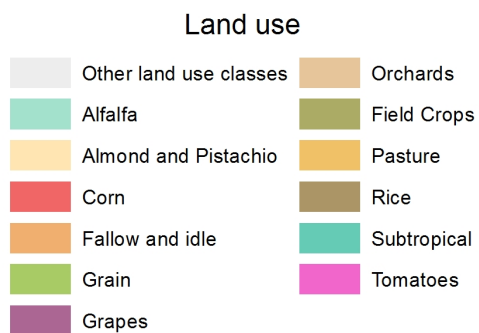 Land use
Other land use classes
Alfalfa
Almond and Pistachio
Corn
Fallow and idle
Grain
Grapes
Orchards
Field Crops
Pasture
Rice
Subtropical
Tomatoes